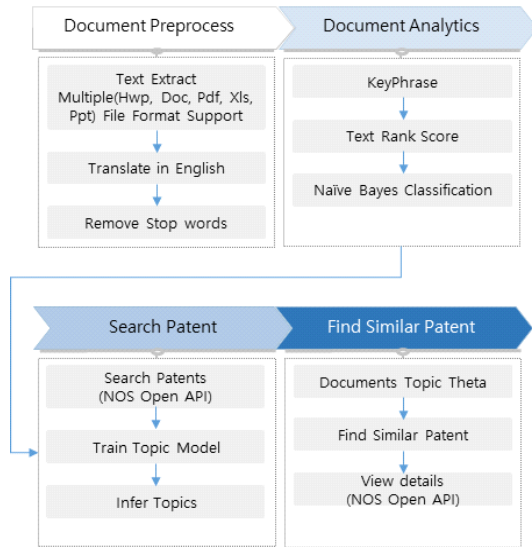 Document Preprocess
Text Extract
Multiple(Hwp, Doc, Pdf, Xls,
Ppt) File Format Support
Translate in English
Remove Stop words
Document Analytics
KeyPhrase
Text Rank Score
Naïve Bayes Classification
Search Patent
Search Patents
(NOS Open API)
Train Topic Model
Infer Topics
Find Similar Patent
Documents Topic Theta
Find Similar Patent
View details
(NOS Open API)